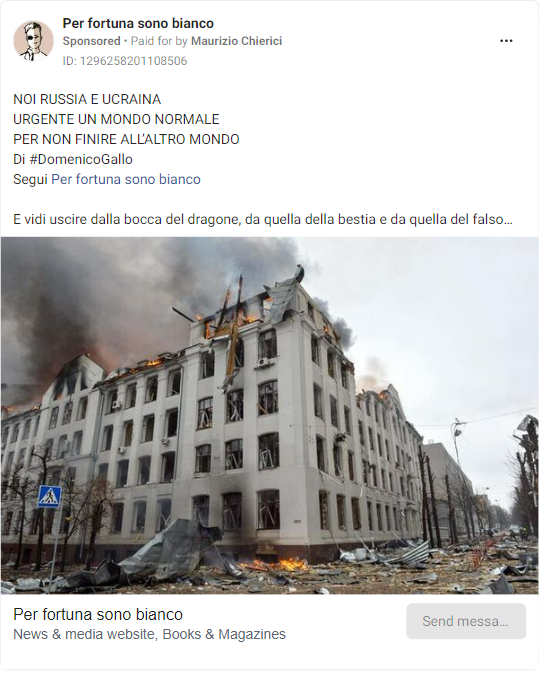 Per fortuna sono bianco
Sponsored • Paid for by Maurizio Chierici
ID: 1296258201108506
NOI RUSSIA E UCRAINA
URGENTE UN MONDO NORMALE
PER NON FINIRE ALL’ALTRO MONDO
Di #DomenicoGallo
Segui Per fortuna sono bianco
E vidi uscire dalla bocca del dragone, da quella della bestia e da quella del falso…
Per fortuna sono bianco
News & media website, Books & Magazines
Send messa…